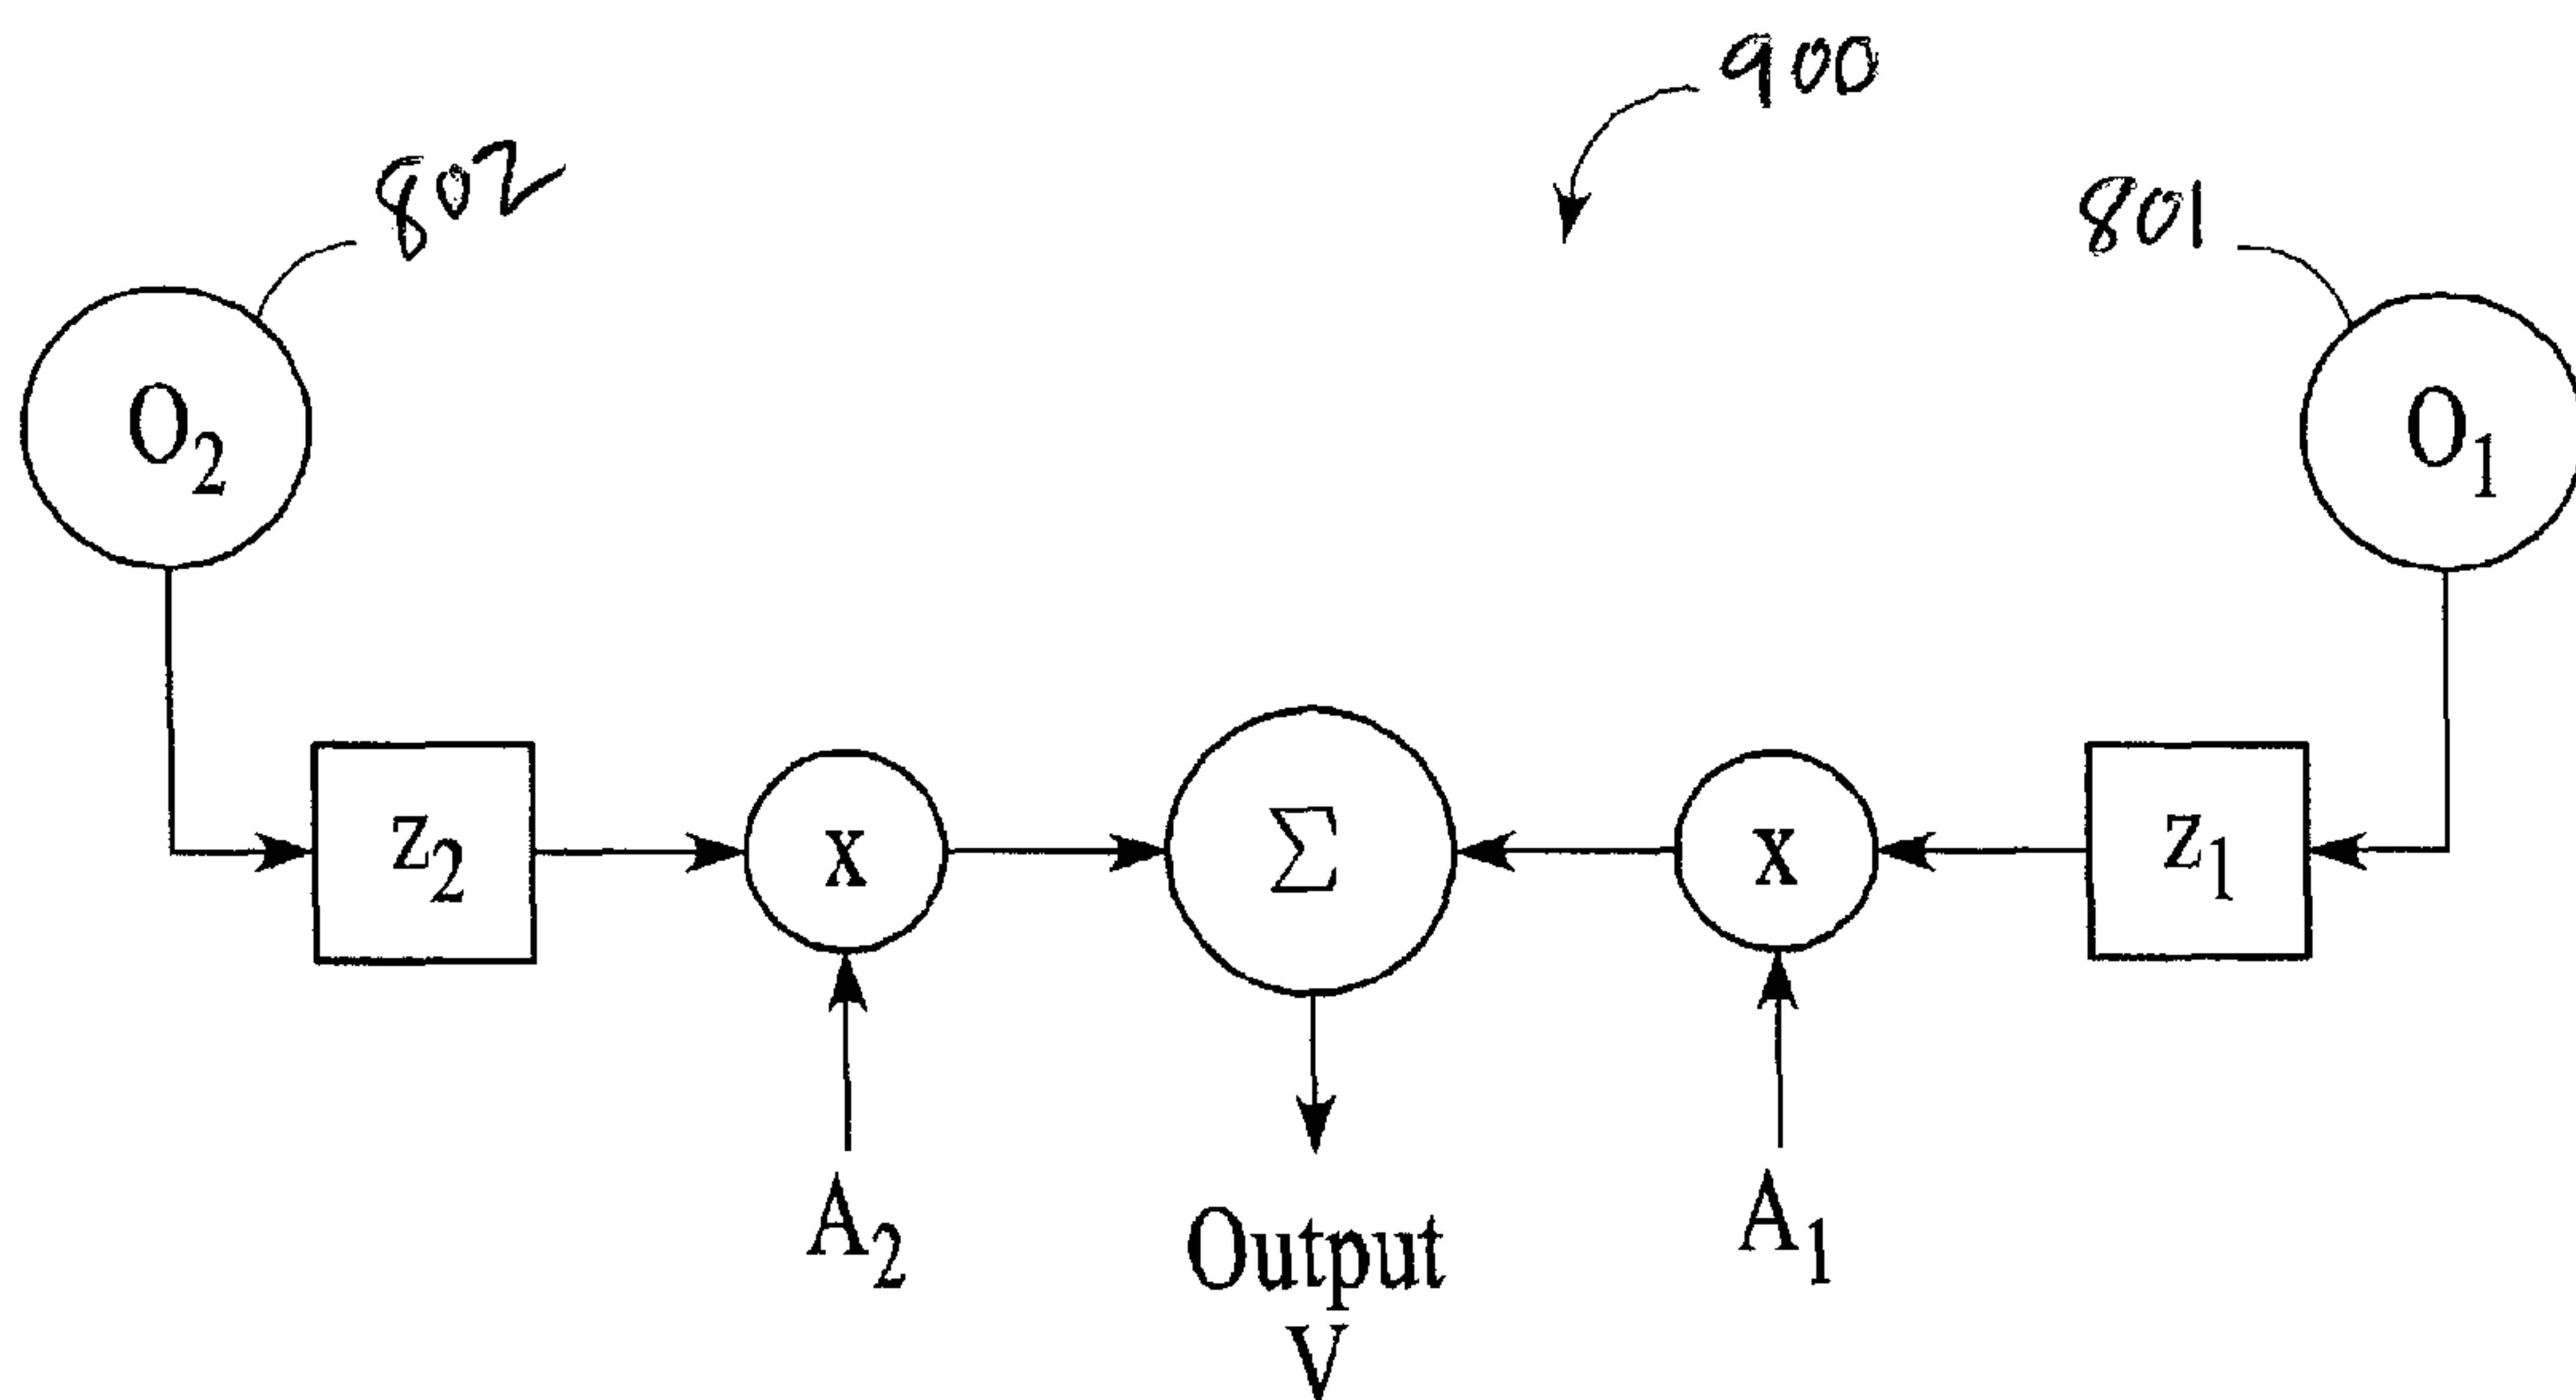 900
802
801
O₂
O₁
z₂
x
Σ
x
z₁
A₂
Output
V
A₁